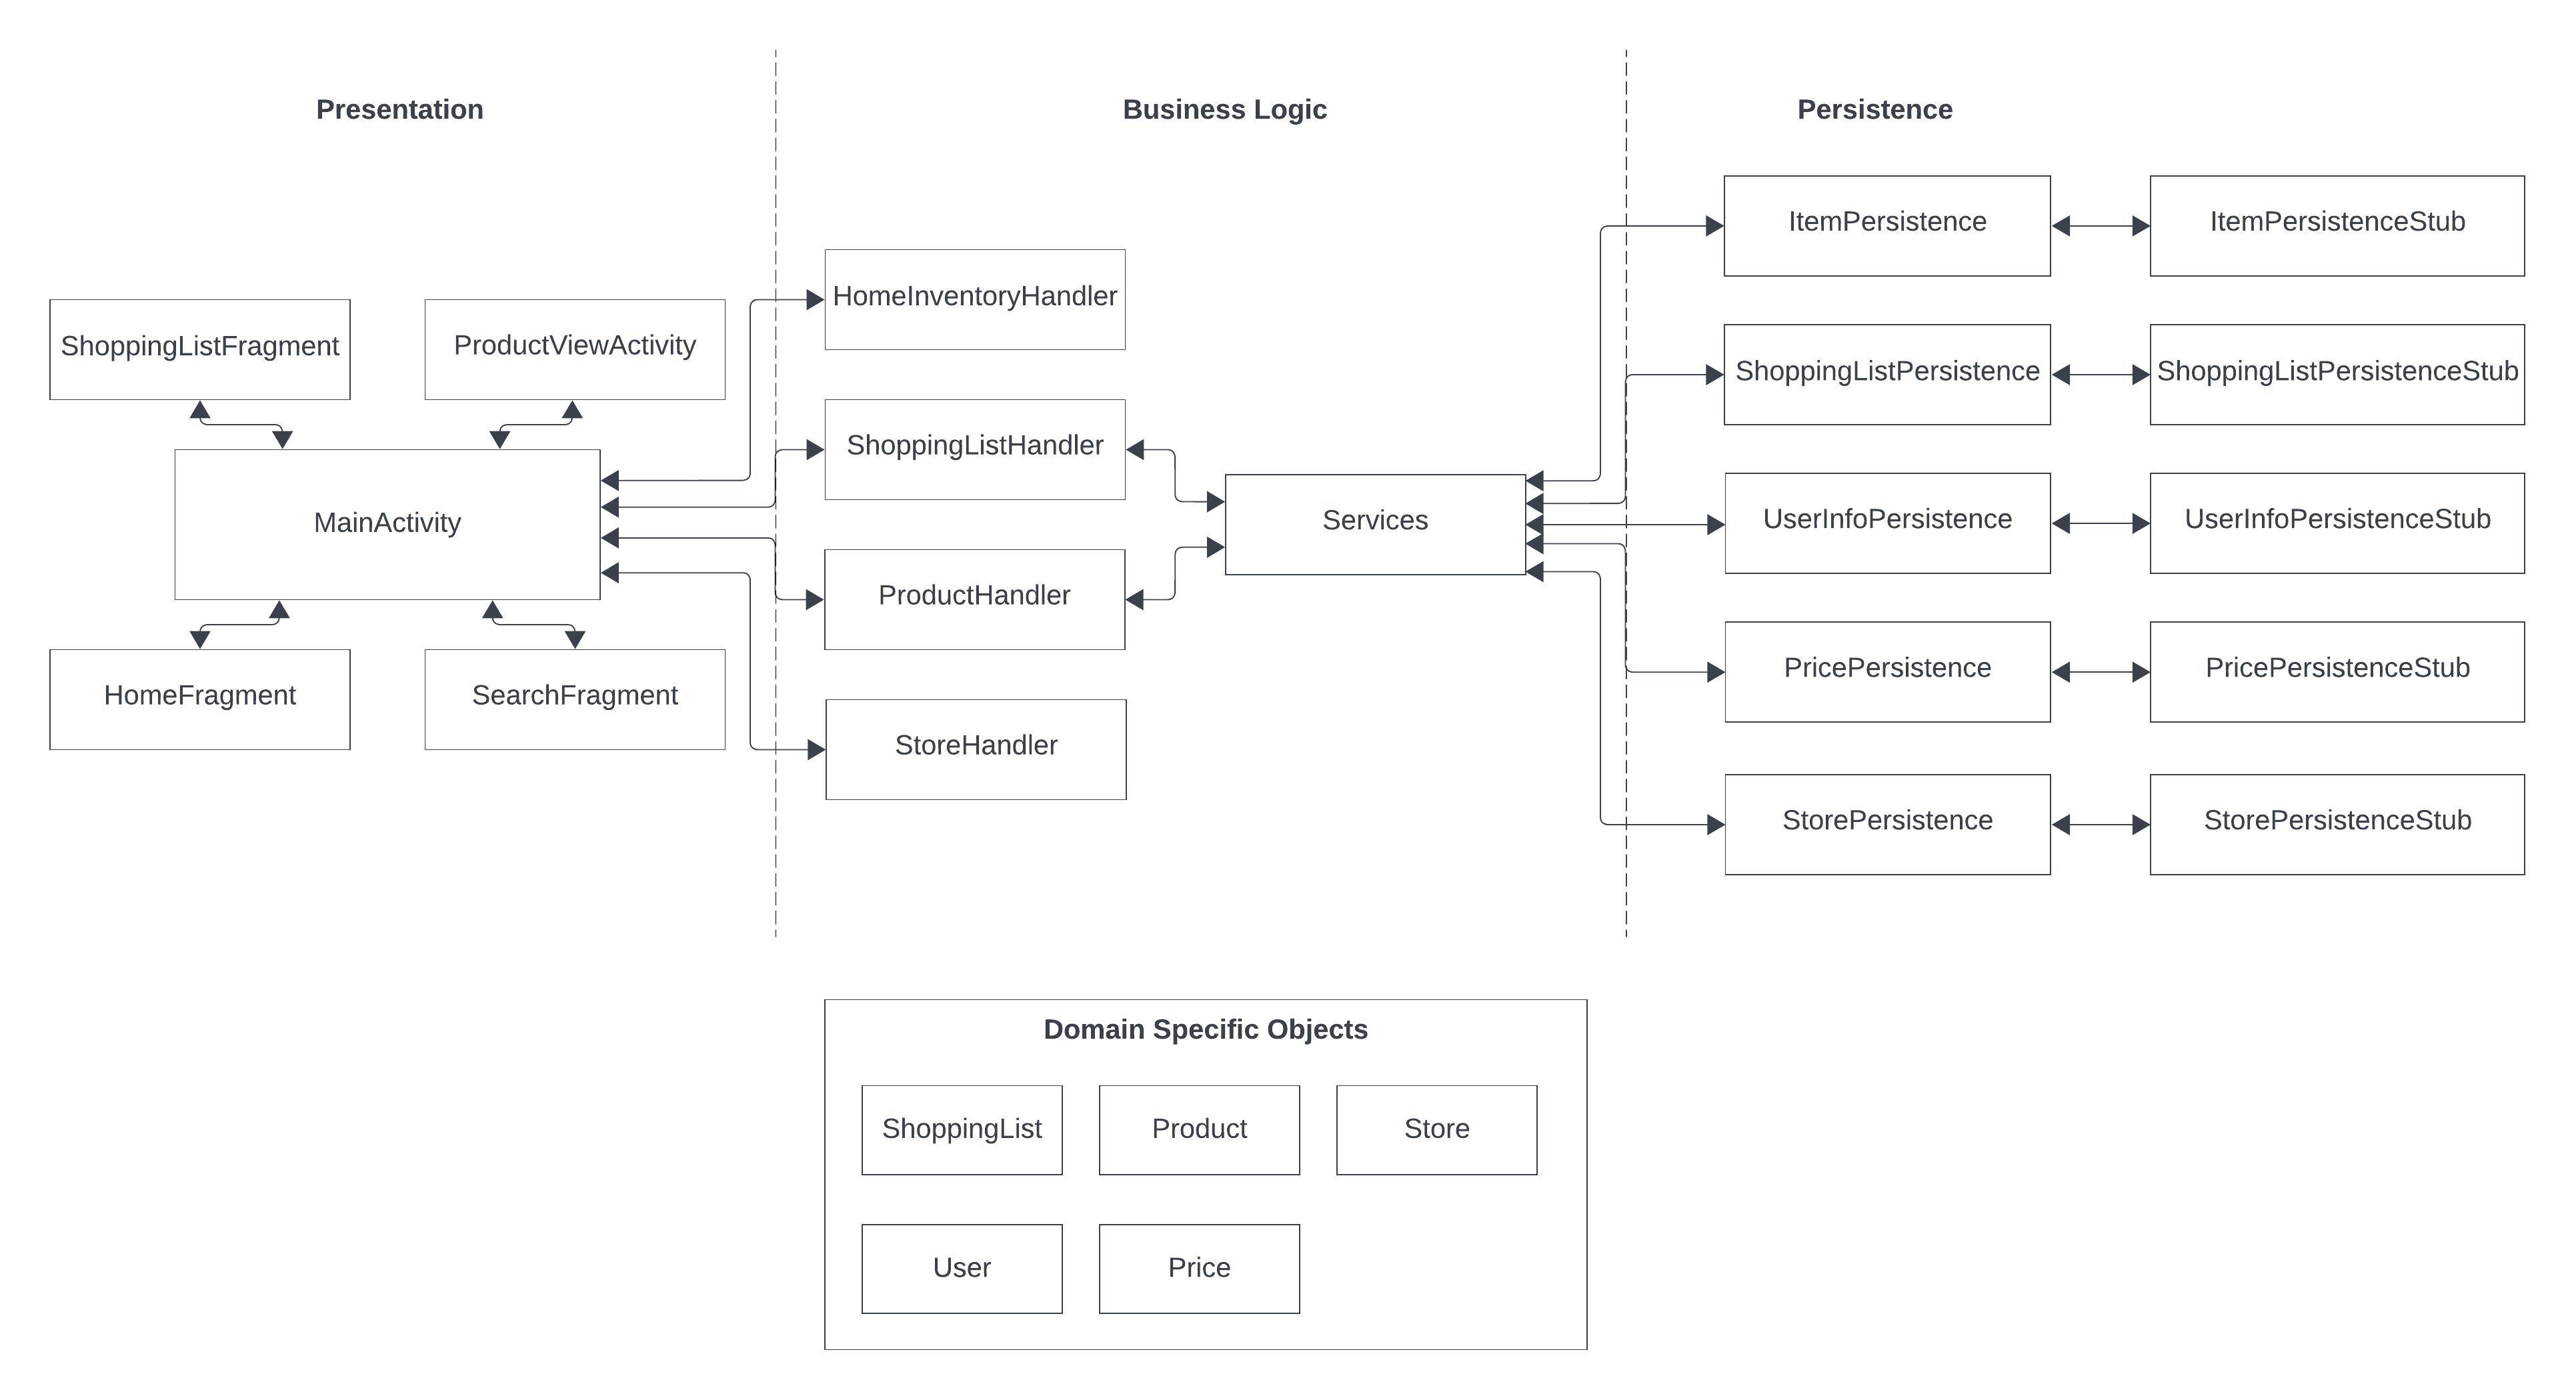 Presentation
Business Logic
Persistence
ShoppingListFragment
ProductViewActivity
MainActivity
HomeFragment
SearchFragment
HomeInventoryHandler
ShoppingListHandler
ProductHandler
StoreHandler
Services
ItemPersistence
ItemPersistenceStub
ShoppingListPersistence
ShoppingListPersistenceStub
UserInfoPersistence
UserInfoPersistenceStub
PricePersistence
PricePersistenceStub
StorePersistence
StorePersistenceStub
Domain Specific Objects
ShoppingList
Product
Store
User
Price